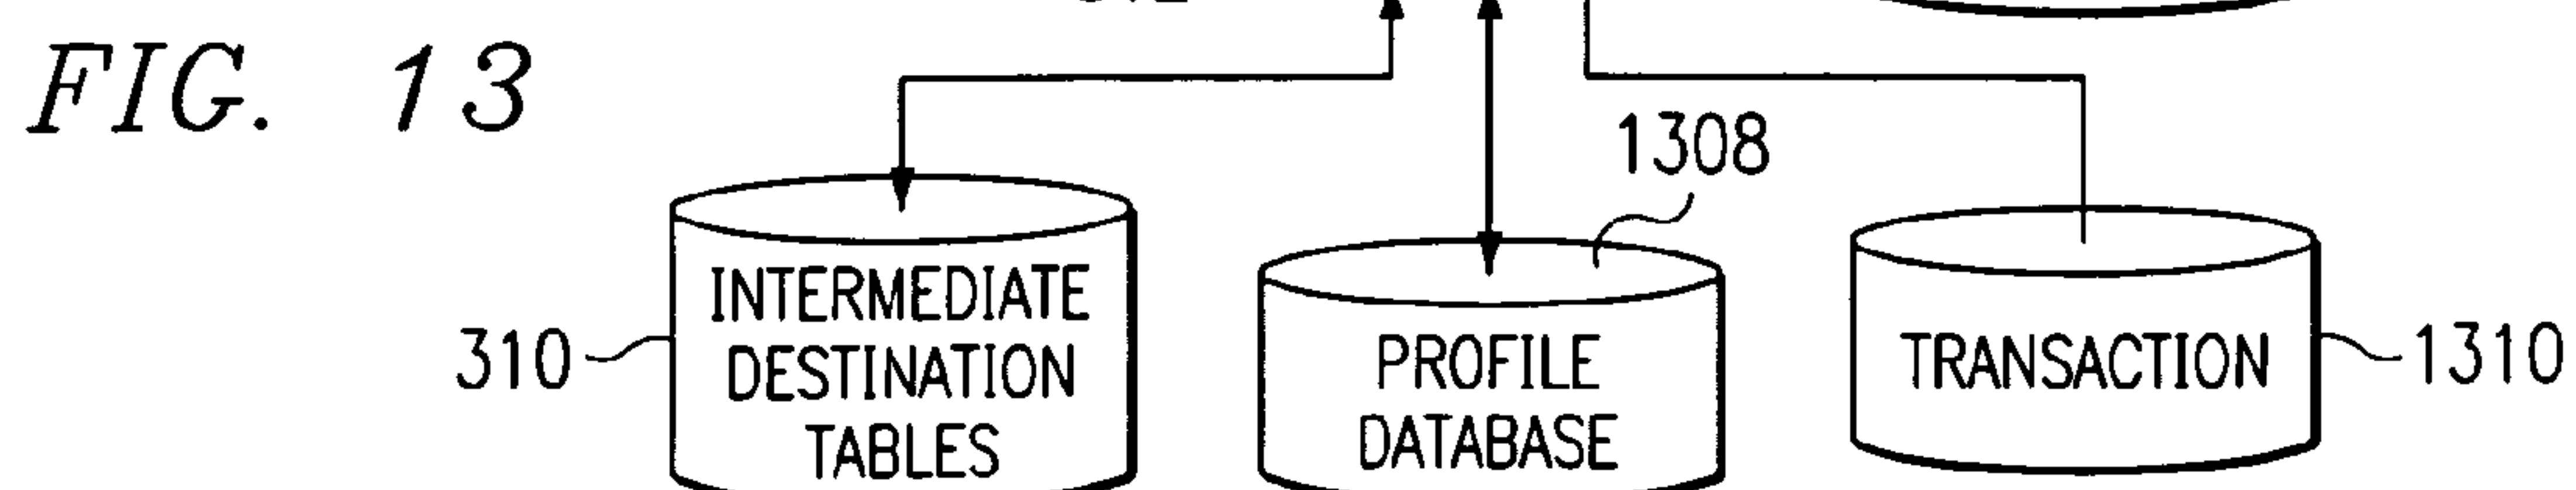 FIG. 13
1308
INTERMEDIATE
DESTINATION
TABLES
310
PROFILE
DATABASE
TRANSACTION
1310